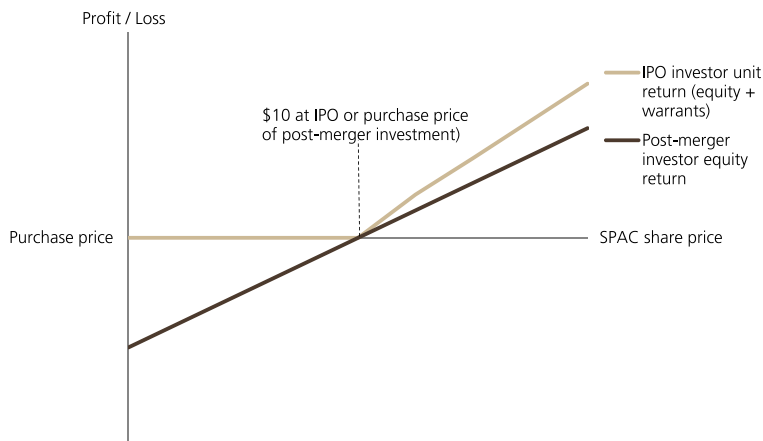 Profit / Loss
IPO investor unit
return (equity +
warrants)
Post-merger
investor equity
return
$10 at IPO or purchase price
of post-merger investment)
Purchase price
SPAC share price